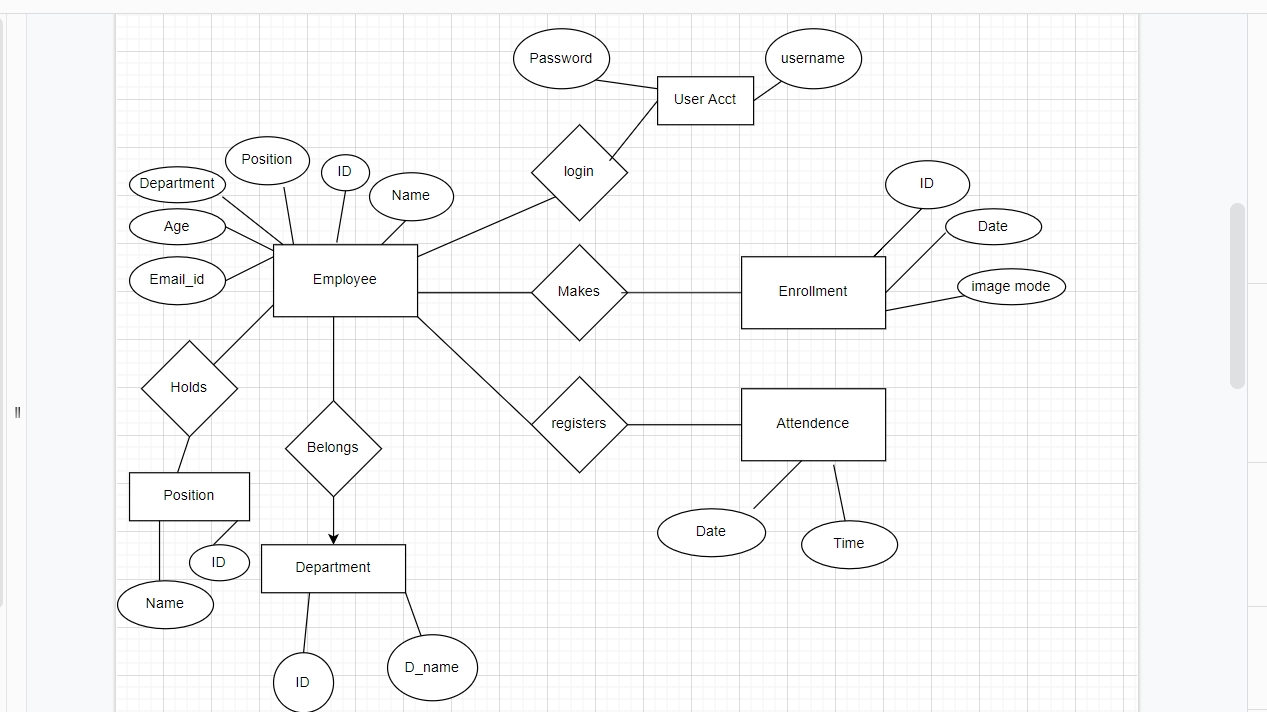 Password
username
User Acct
login
Position
ID
Department
Name
Age
Email_id
Employee
Makes
Enrollment
ID
Date
image mode
Holds
Belongs
registers
Attendence
Position
Date
Time
ID
Name
Department
ID
D_name